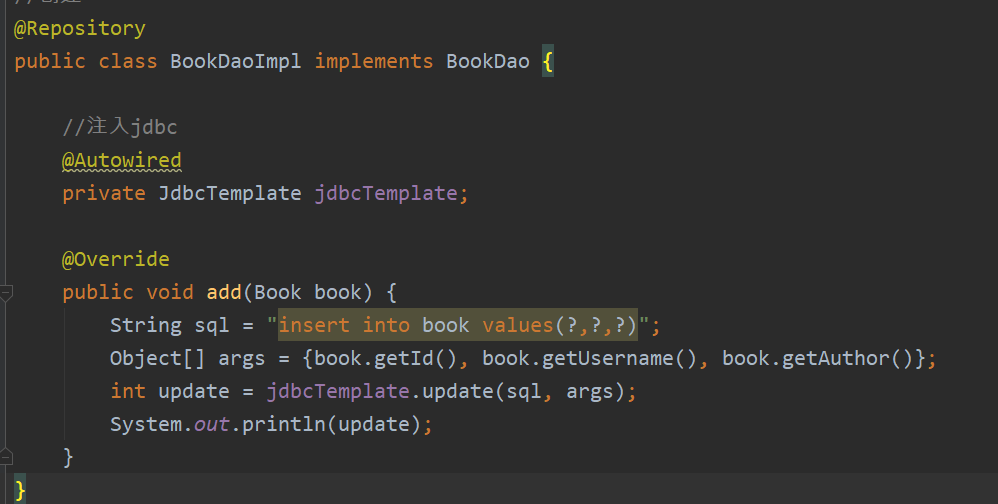 @Repository
public class BookDaoImpl implements BookDao {
//注入jdbc
@Autowired
private JdbcTemplate jdbcTemplate;
@Override
public void add(Book book) {
String sql = "insert into book values(?,?,?)";
Object[] args = {book.getId(), book.getUsername(), book.getAuthor()};
int update = jdbcTemplate.update(sql, args);
System.out.println(update);
}
}